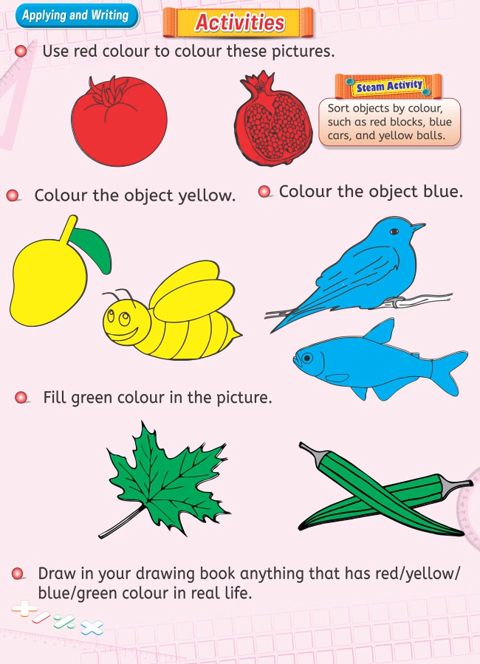 Applying and Writing
Activities
Use red colour to colour these pictures.
Steam Activity
Sort objects by colour,
such as red blocks, blue
cars, and yellow balls.
Colour the object yellow.
Colour the object blue.
Fill green colour in the picture.
Draw in your drawing book anything that has red/yellow/
blue/green colour in real life.